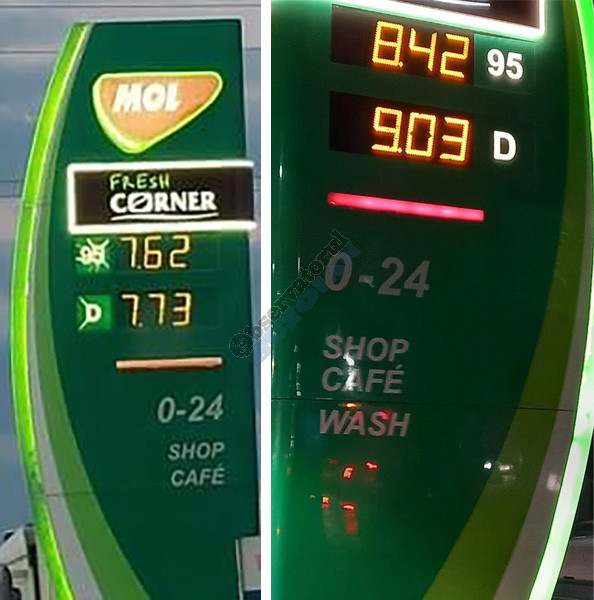 MOL
FRESH
CORNER
95 7.62
D 7.73
0-24
SHOP
CAFÉ
8.42 95
9.03 D
0-24
SHOP
CAFÉ
WASH
Observatorul